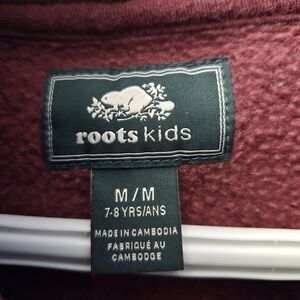 roots kids
M/M
7-8 YRS/ANS
MADE IN CAMBODIA
FABRIQUÉ AU
CAMBODGE